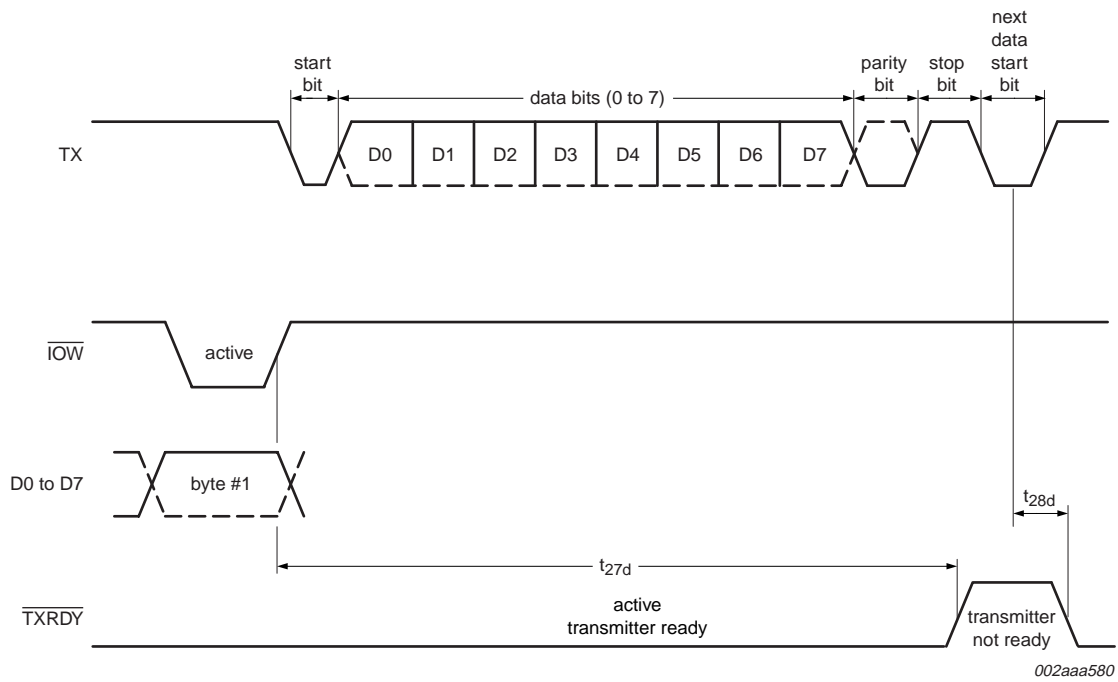 next
data
start
bit
start
bit
parity
bit
stop
bit
data bits (0 to 7)
TX
D0
D1
D2
D3
D4
D5
D6
D7
IOW
active
D0 to D7
byte #1
t28d
t27d
TXRDY
active
transmitter ready
transmitter
not ready
002aaa580